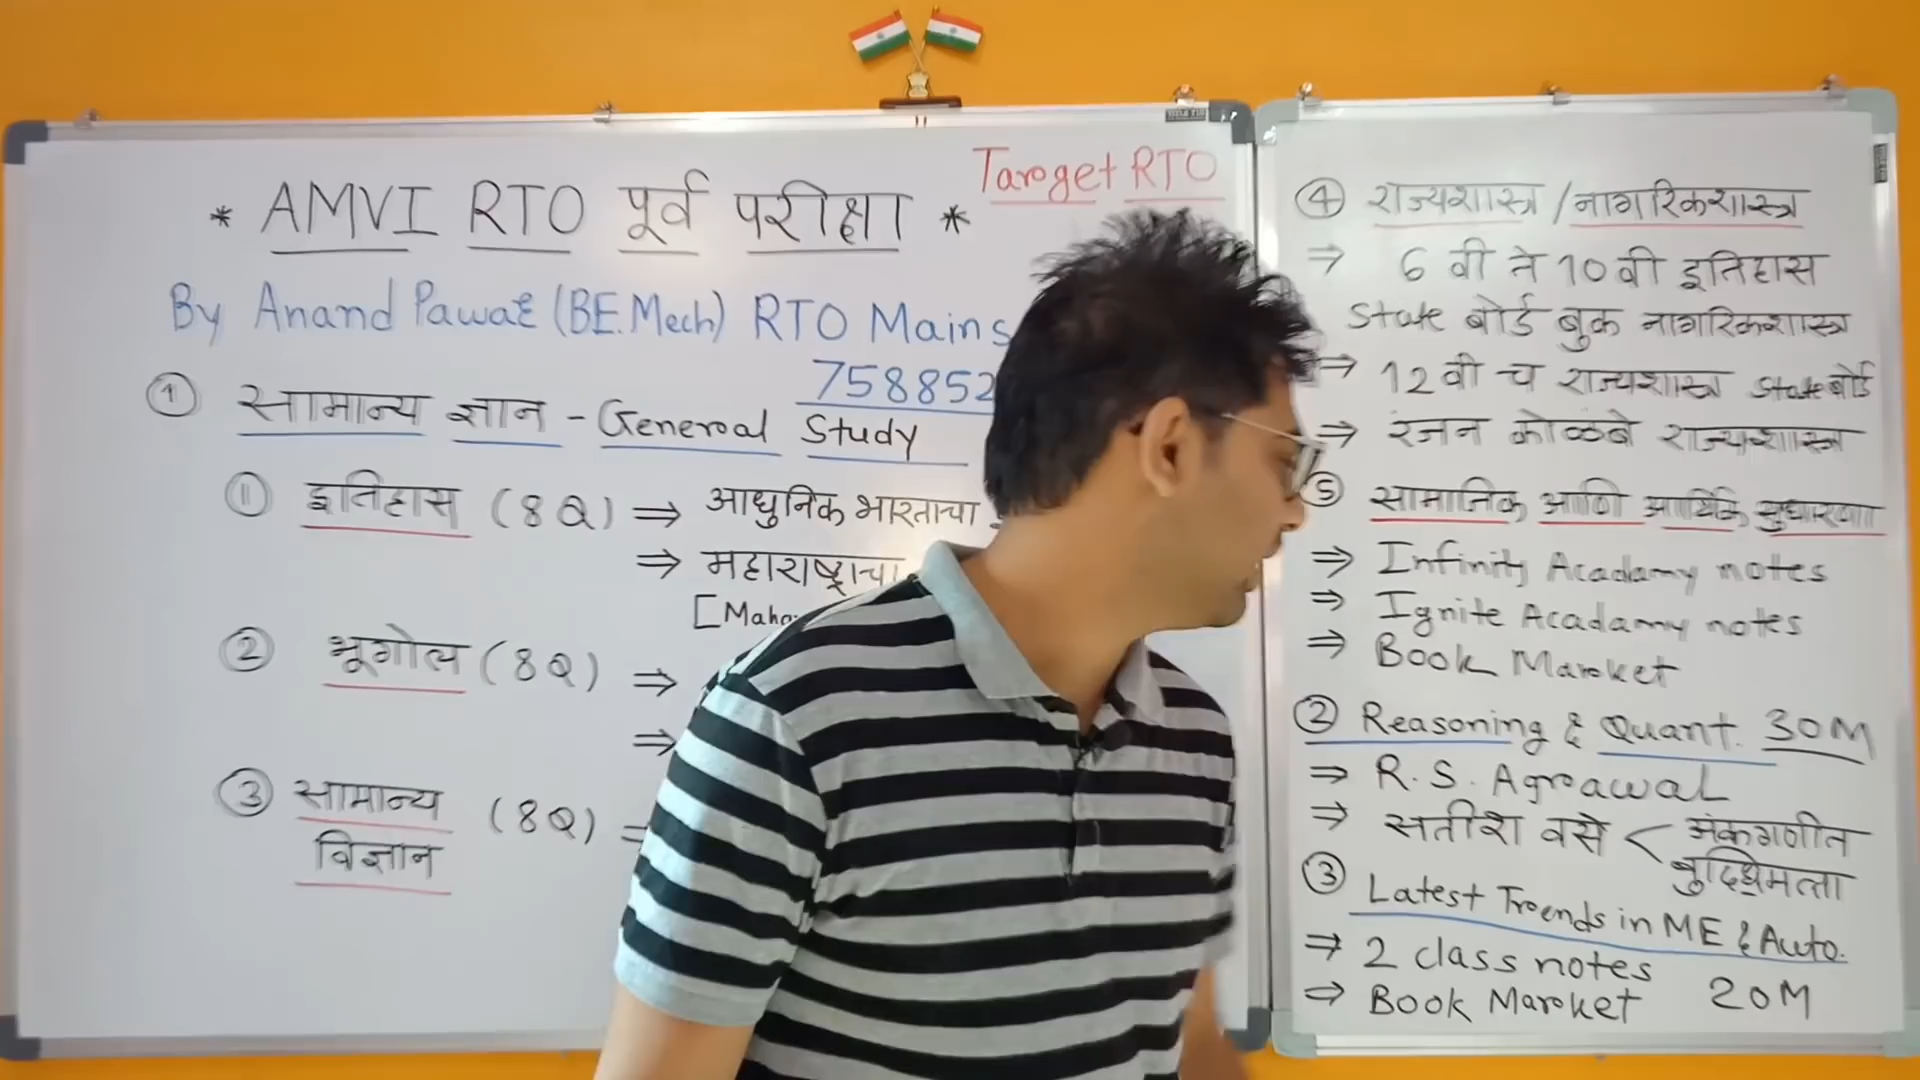 Target RTO
* AMVI RTO पूर्व परीक्षा *
By Anand Pawar (BE.Mech) RTO Mains
758852
① सामान्य ज्ञान - General Study
① इतिहास (8Q) ⇒ आधुनिक भारताचा
⇒ महाराष्ट्राचा
[Maha
② भूगोल (8Q) ⇒
⇒
③ सामान्य विज्ञान (8Q) =
④ राज्यशास्त्र / नागरिकशास्त्र
⇒ 6 वी ते 10 वी इतिहास
State बोर्ड बुक नागरिकशास्त्र
⇒ 12 वी च राज्यशास्त्र State बोर्ड
⇒ रंजन कोळंबे राज्यशास्त्र
⑤ सामाजिक आणि आर्थिक सुधारणा
⇒ Infinity Acadamy notes
⇒ Ignite Acadamy notes
⇒ Book Market
② Reasoning & Quant. 30M
⇒ R. S. Agrawal
⇒ सतीश वसे < अंकगणीत
बुद्धिमत्ता
③ Latest Trends in ME & Auto.
⇒ 2 class notes
⇒ Book Market 20M